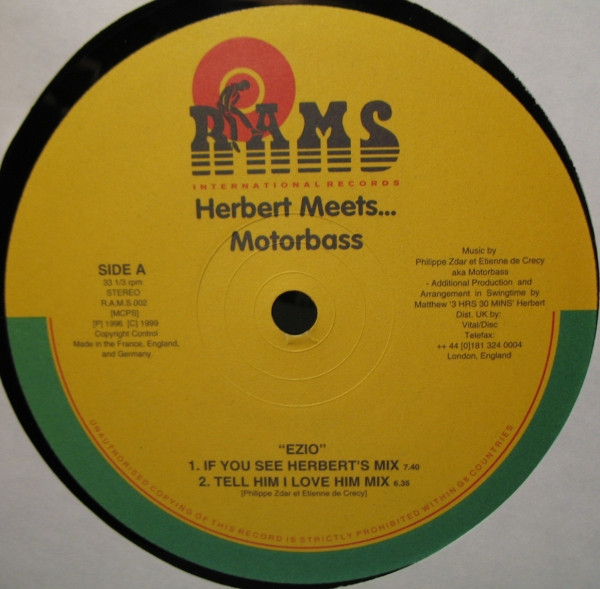 RAMS
INTERNATIONAL RECORDS
Herbert Meets...
Motorbass
SIDE A
33 1/3 rpm
STEREO
R.A.M.S.002
[MCPS]
[P] 1996 [C] 1999
Copyright Control
Made in the France, England,
and Germany
Music by
Philippe Zdar et Etienne de Crecy
aka Motorbass
- Additional Production and
Arrangement in Swingtime by
Matthew '3 HRS 30 MINS' Herbert
Dist. UK by:
Vital/Disc
Telefax:
++ 44 [0]181 324 0004
London, England
"EZIO"
1. IF YOU SEE HERBERT'S MIX 7.40
2. TELL HIM I LOVE HIM MIX 6.36
[Philippe Zdar et Etienne de Crecy]
UNAUTHORISED COPYING OF THIS RECORD IS STRICTLY PROHIBITED WITHIN G8 COUNTRIES